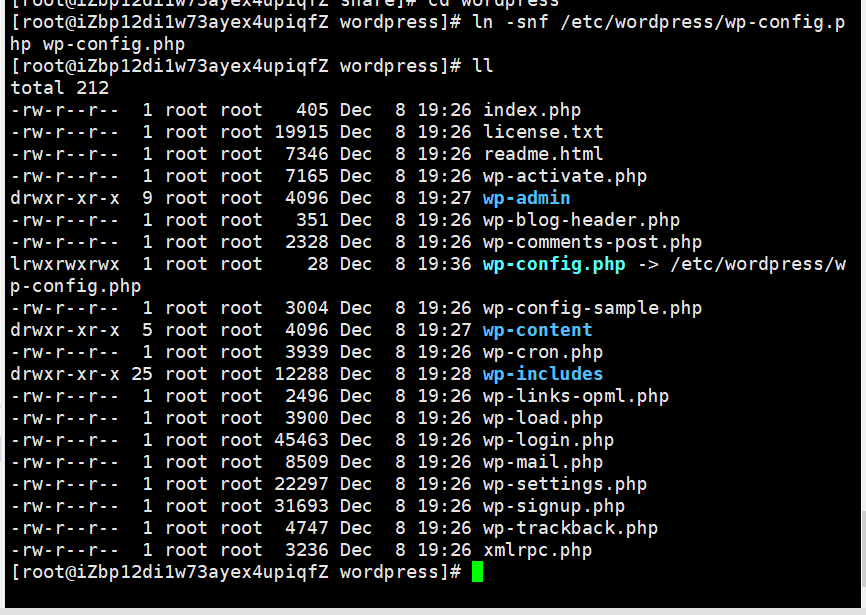 [root@iZbp12di1w73ayex4upiqfZ share]# cd wordpress
[root@iZbp12di1w73ayex4upiqfZ wordpress]# ln -snf /etc/wordpress/wp-config.p
hp wp-config.php
[root@iZbp12di1w73ayex4upiqfZ wordpress]# ll
total 212
-rw-r--r--  1 root root   405 Dec  8 19:26 index.php
-rw-r--r--  1 root root 19915 Dec  8 19:26 license.txt
-rw-r--r--  1 root root  7346 Dec  8 19:26 readme.html
-rw-r--r--  1 root root  7165 Dec  8 19:26 wp-activate.php
drwxr-xr-x  9 root root  4096 Dec  8 19:27 wp-admin
-rw-r--r--  1 root root   351 Dec  8 19:26 wp-blog-header.php
-rw-r--r--  1 root root  2328 Dec  8 19:26 wp-comments-post.php
lrwxrwxrwx  1 root root    28 Dec  8 19:36 wp-config.php -> /etc/wordpress/w
p-config.php
-rw-r--r--  1 root root  3004 Dec  8 19:26 wp-config-sample.php
drwxr-xr-x  5 root root  4096 Dec  8 19:27 wp-content
-rw-r--r--  1 root root  3939 Dec  8 19:26 wp-cron.php
drwxr-xr-x 25 root root 12288 Dec  8 19:28 wp-includes
-rw-r--r--  1 root root  2496 Dec  8 19:26 wp-links-opml.php
-rw-r--r--  1 root root  3900 Dec  8 19:26 wp-load.php
-rw-r--r--  1 root root 45463 Dec  8 19:26 wp-login.php
-rw-r--r--  1 root root  8509 Dec  8 19:26 wp-mail.php
-rw-r--r--  1 root root 22297 Dec  8 19:26 wp-settings.php
-rw-r--r--  1 root root 31693 Dec  8 19:26 wp-signup.php
-rw-r--r--  1 root root  4747 Dec  8 19:26 wp-trackback.php
-rw-r--r--  1 root root  3236 Dec  8 19:26 xmlrpc.php
[root@iZbp12di1w73ayex4upiqfZ wordpress]#